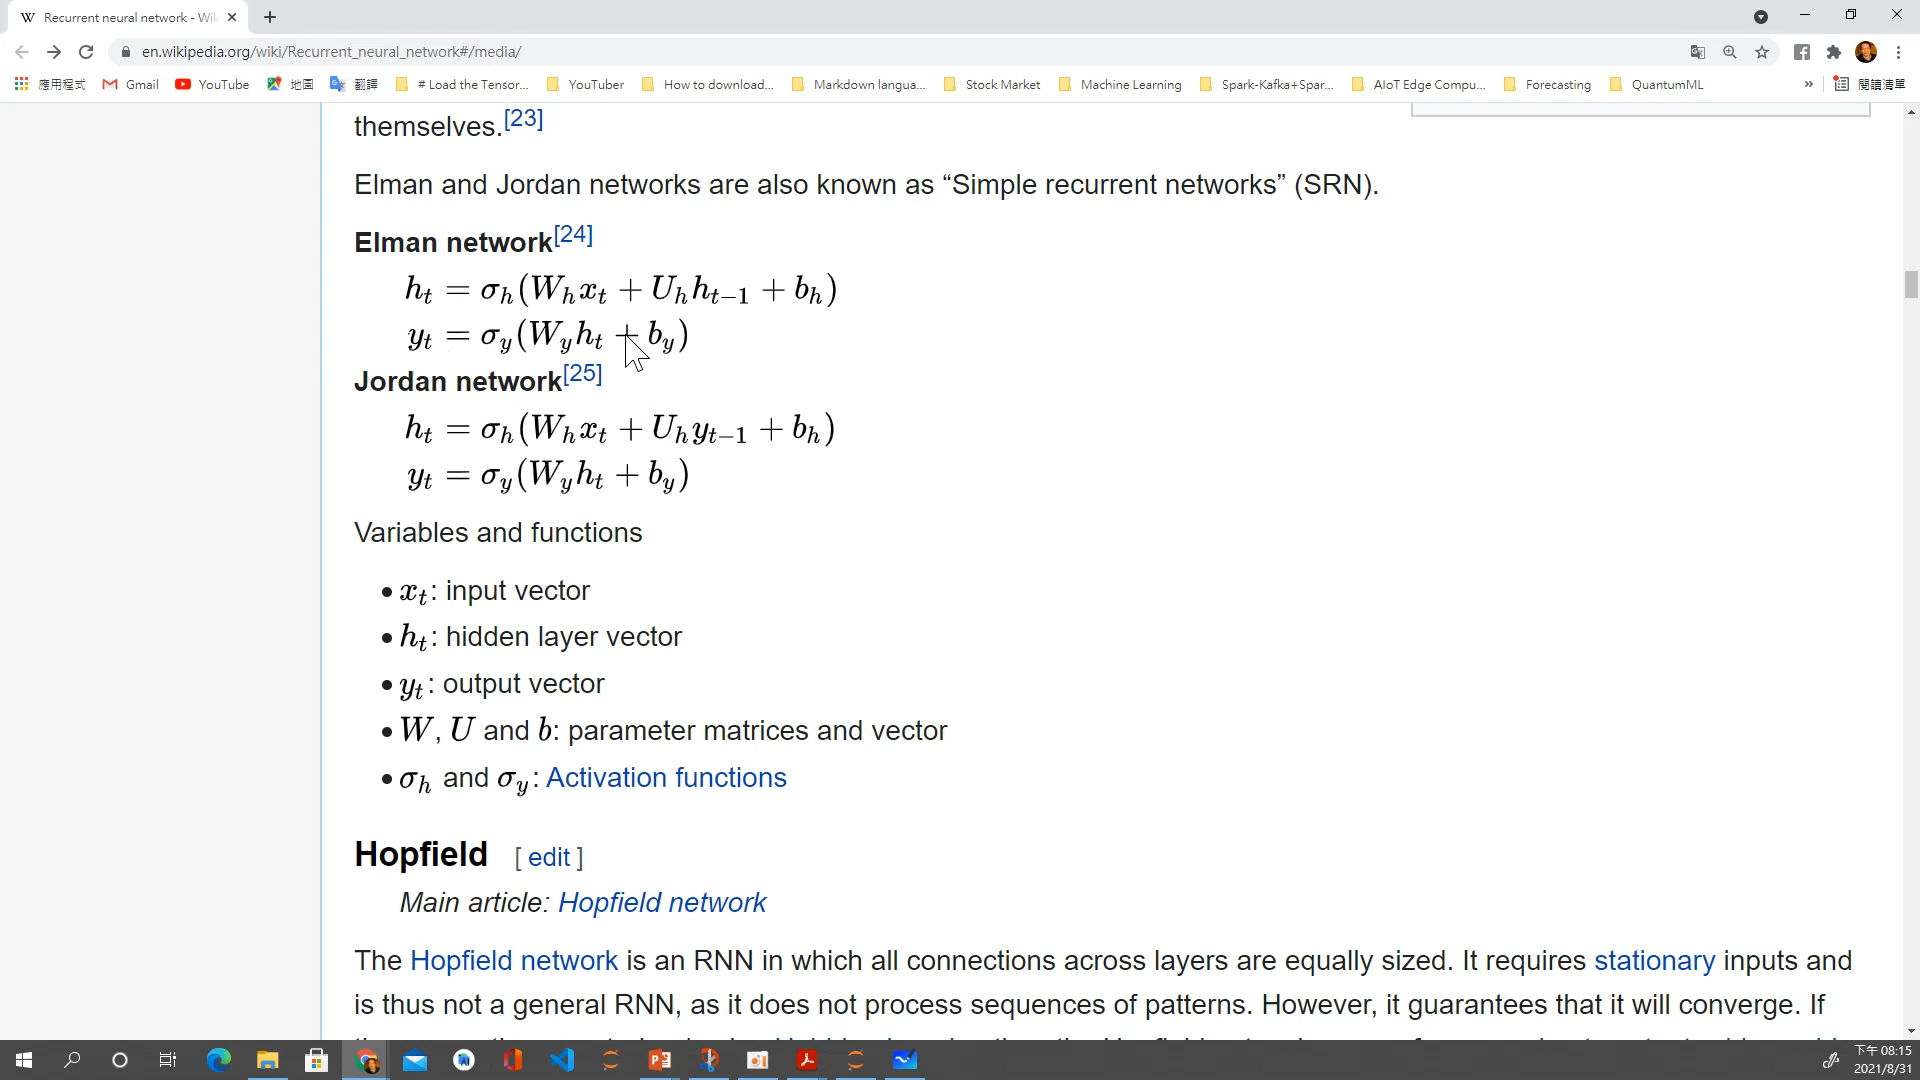 Recurrent neural network - Wik
en.wikipedia.org/wiki/Recurrent_neural_network#/media/
應用程式 Gmail YouTube 地圖 翻譯 # Load the Tensor... YouTuber How to download... Markdown langua... Stock Market Machine Learning Spark-Kafka+Spar... AIoT Edge Compu... Forecasting QuantumML » 閱讀清單
themselves.[23]
Elman and Jordan networks are also known as “Simple recurrent networks” (SRN).
Elman network[24]
h_t = σ_h(W_h x_t + U_h h_{t−1} + b_h)
y_t = σ_y(W_y h_t + b_y)
Jordan network[25]
h_t = σ_h(W_h x_t + U_h y_{t−1} + b_h)
y_t = σ_y(W_y h_t + b_y)
Variables and functions
• x_t: input vector
• h_t: hidden layer vector
• y_t: output vector
• W, U and b: parameter matrices and vector
• σ_h and σ_y: Activation functions
Hopfield [ edit ]
Main article: Hopfield network
The Hopfield network is an RNN in which all connections across layers are equally sized. It requires stationary inputs and
is thus not a general RNN, as it does not process sequences of patterns. However, it guarantees that it will converge. If
下午 08:15
2021/8/31